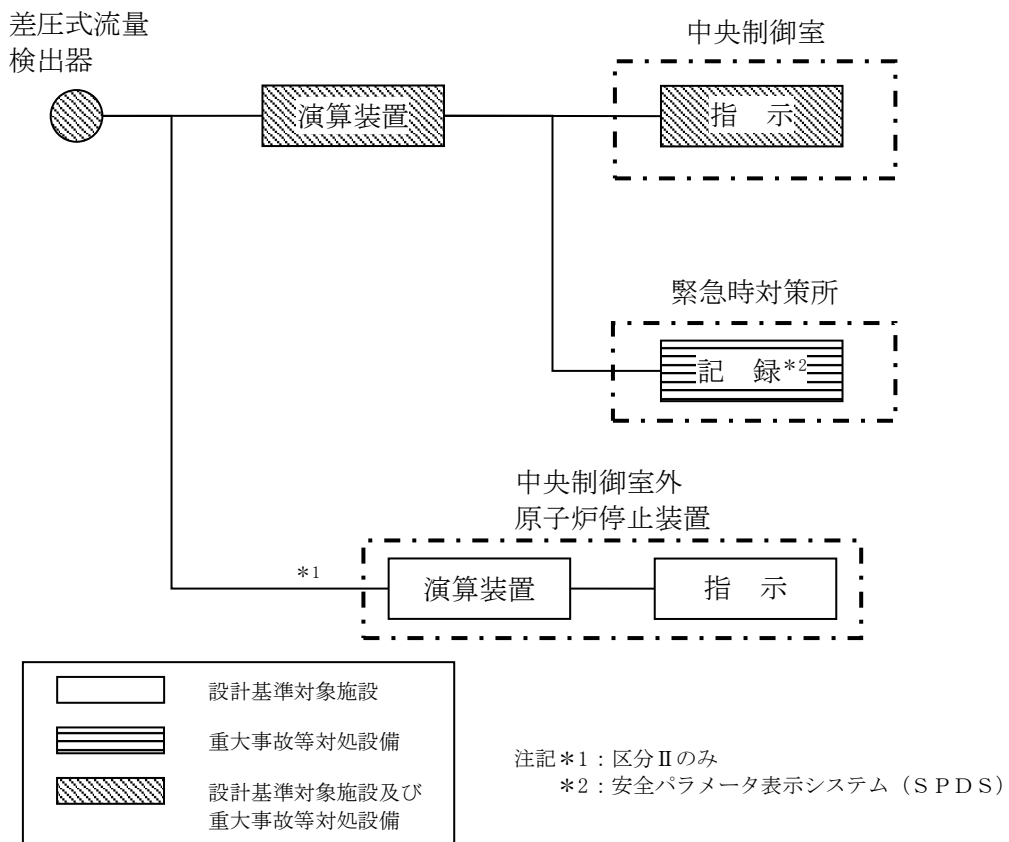 差圧式流量
検出器
中央制御室
演算装置
指 示
緊急時対策所
記 録*2
中央制御室外
原子炉停止装置
*1
演算装置
指 示
設計基準対象施設
重大事故等対処設備
設計基準対象施設及び
重大事故等対処設備
注記*1:区分Ⅱのみ
*2:安全パラメータ表示システム(SPDS)